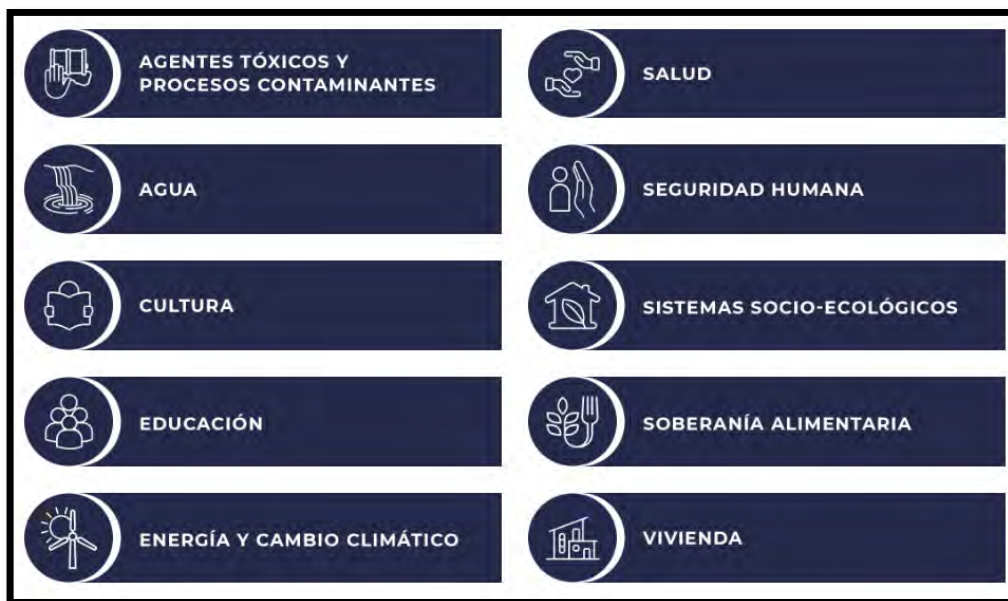 AGENTES TÓXICOS Y
PROCESOS CONTAMINANTES
AGUA
CULTURA
EDUCACIÓN
ENERGÍA Y CAMBIO CLIMÁTICO
SALUD
SEGURIDAD HUMANA
SISTEMAS SOCIO-ECOLÓGICOS
SOBERANÍA ALIMENTARIA
VIVIENDA